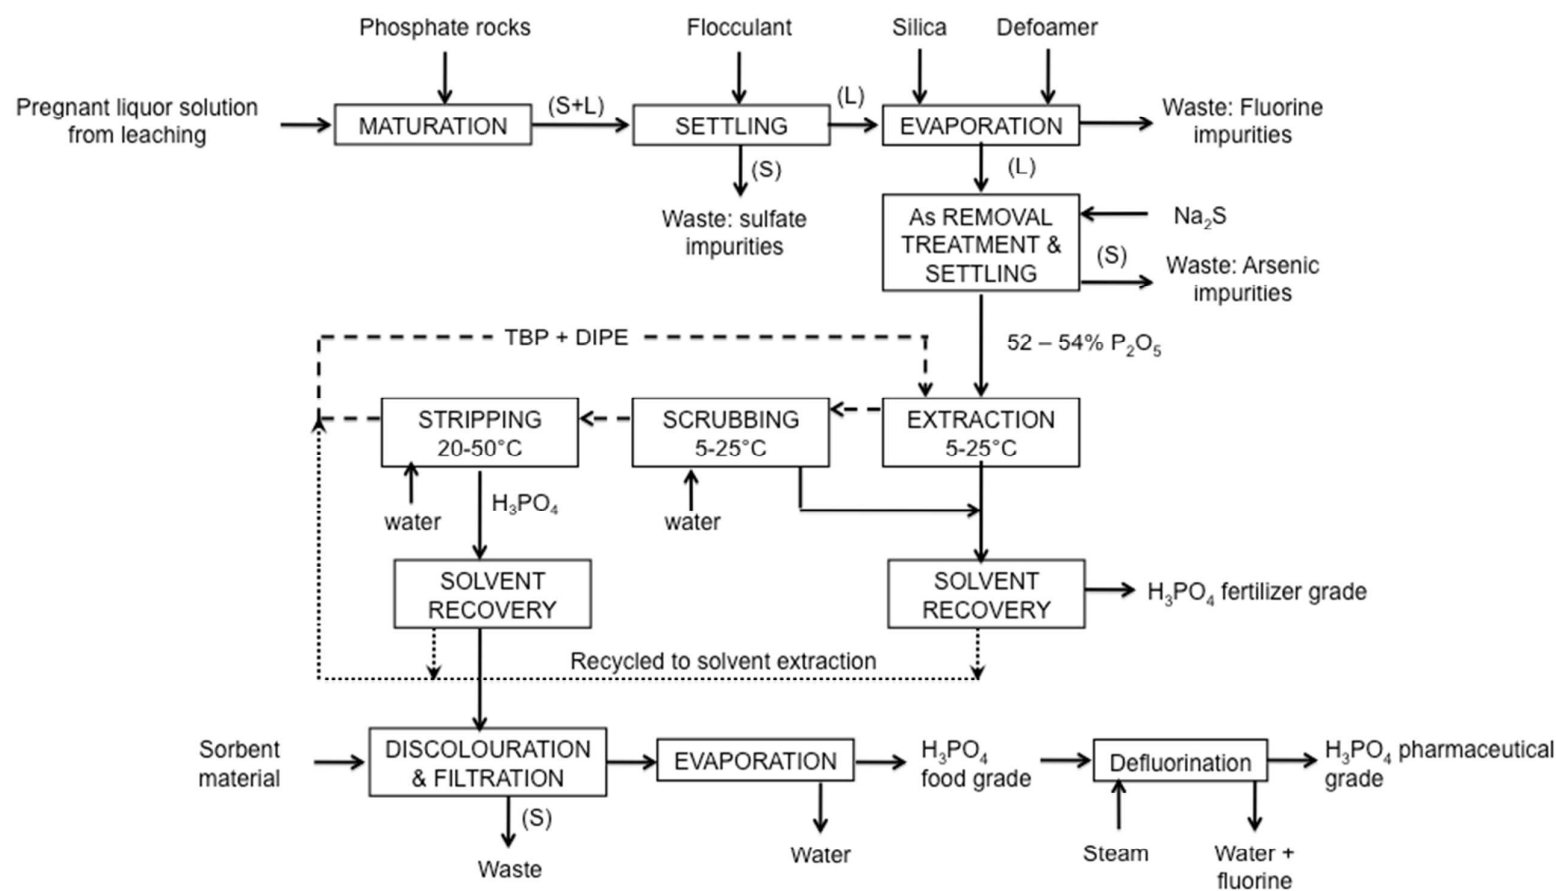 Phosphate rocks
Flocculant
Silica
Defoamer
Pregnant liquor solution
from leaching
MATURATION
(S+L)
SETTLING
(L)
EVAPORATION
Waste: Fluorine
impurities
(S)
(L)
Waste: sulfate
impurities
As REMOVAL
TREATMENT &
SETTLING
Na₂S
(S)
Waste: Arsenic
impurities
TBP + DIPE
52 – 54% P₂O₅
STRIPPING
20-50°C
SCRUBBING
5-25°C
EXTRACTION
5-25°C
water
H₃PO₄
water
SOLVENT
RECOVERY
SOLVENT
RECOVERY
H₃PO₄ fertilizer grade
Recycled to solvent extraction
Sorbent
material
DISCOLOURATION
& FILTRATION
EVAPORATION
H₃PO₄
food grade
Defluorination
H₃PO₄ pharmaceutical
grade
(S)
Waste
Water
Steam
Water +
fluorine